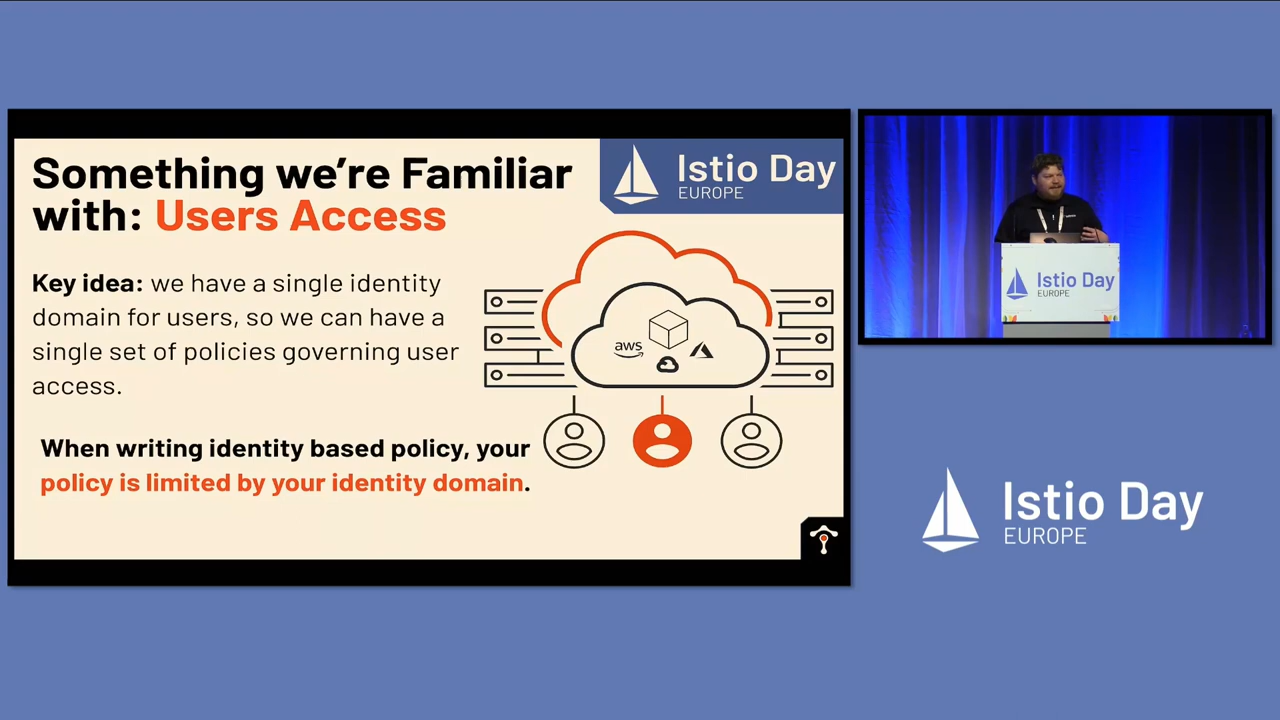 Something we're Familiar
with: Users Access
Istio Day
EUROPE
Key idea: we have a single identity
domain for users, so we can have a
single set of policies governing user
access.
aws
When writing identity based policy, your
policy is limited by your identity domain.
Istio Day
EUROPE
Istio Day
EUROPE